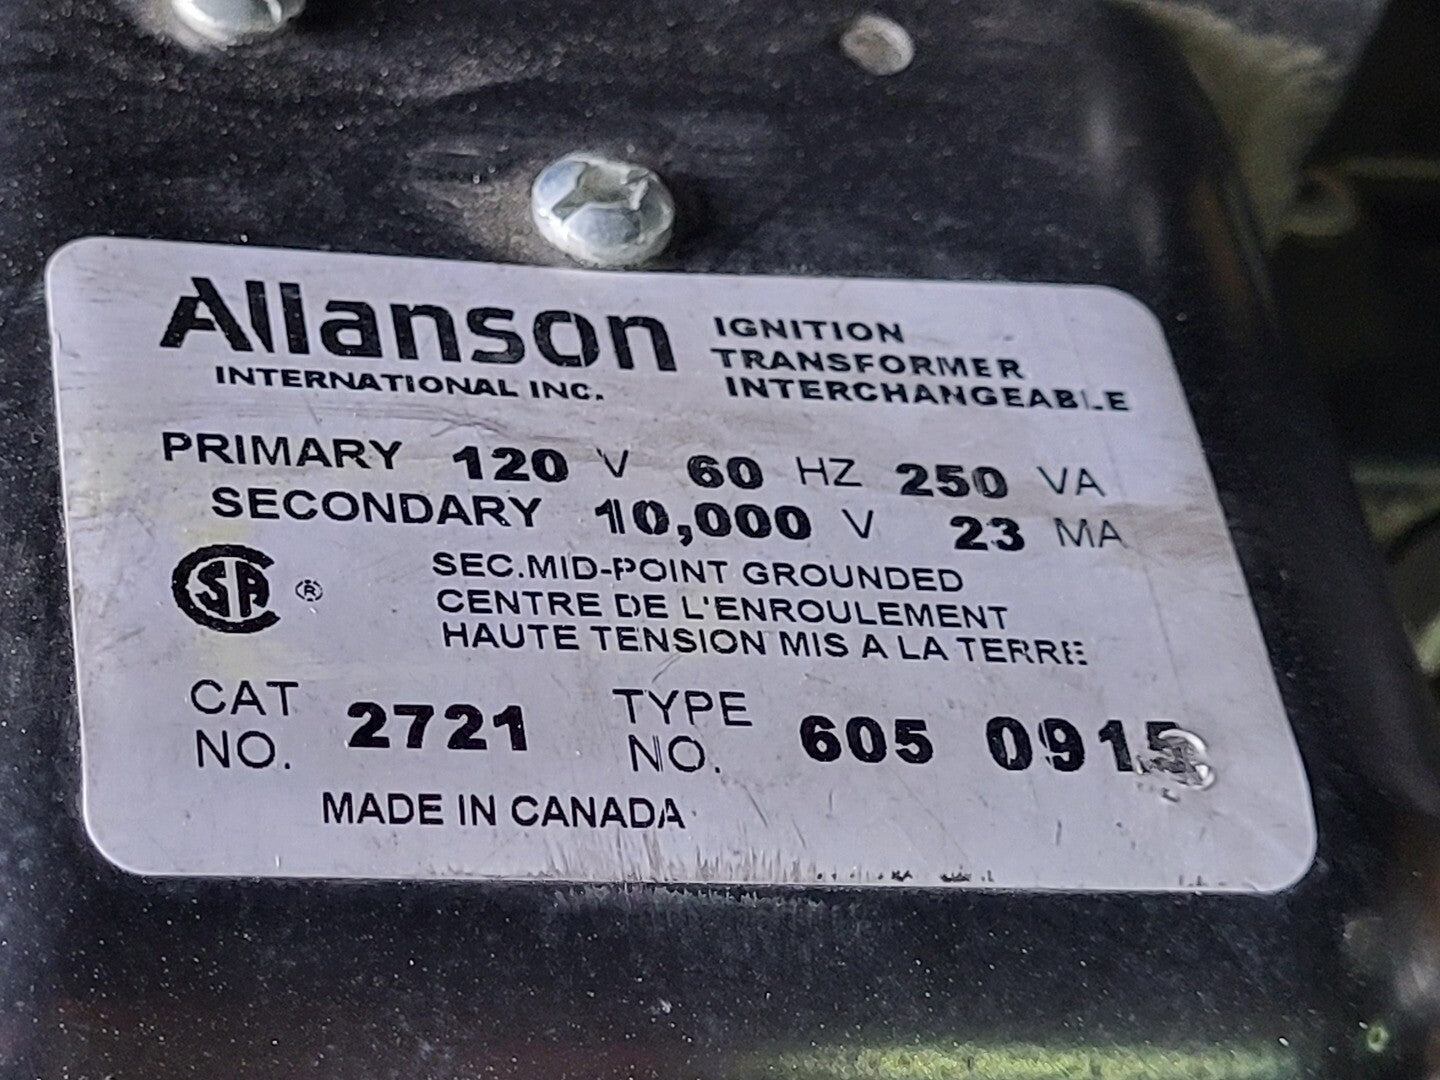 Allanson
INTERNATIONAL INC.
IGNITION
TRANSFORMER
INTERCHANGEABLE
PRIMARY 120 V 60 HZ 250 VA
SECONDARY 10,000 V 23 MA
SEC.MID-POINT GROUNDED
CENTRE DE L'ENROULEMENT
HAUTE TENSION MIS A LA TERRE
CSA ®
CAT NO. 2721 TYPE NO. 605 0915
MADE IN CANADA